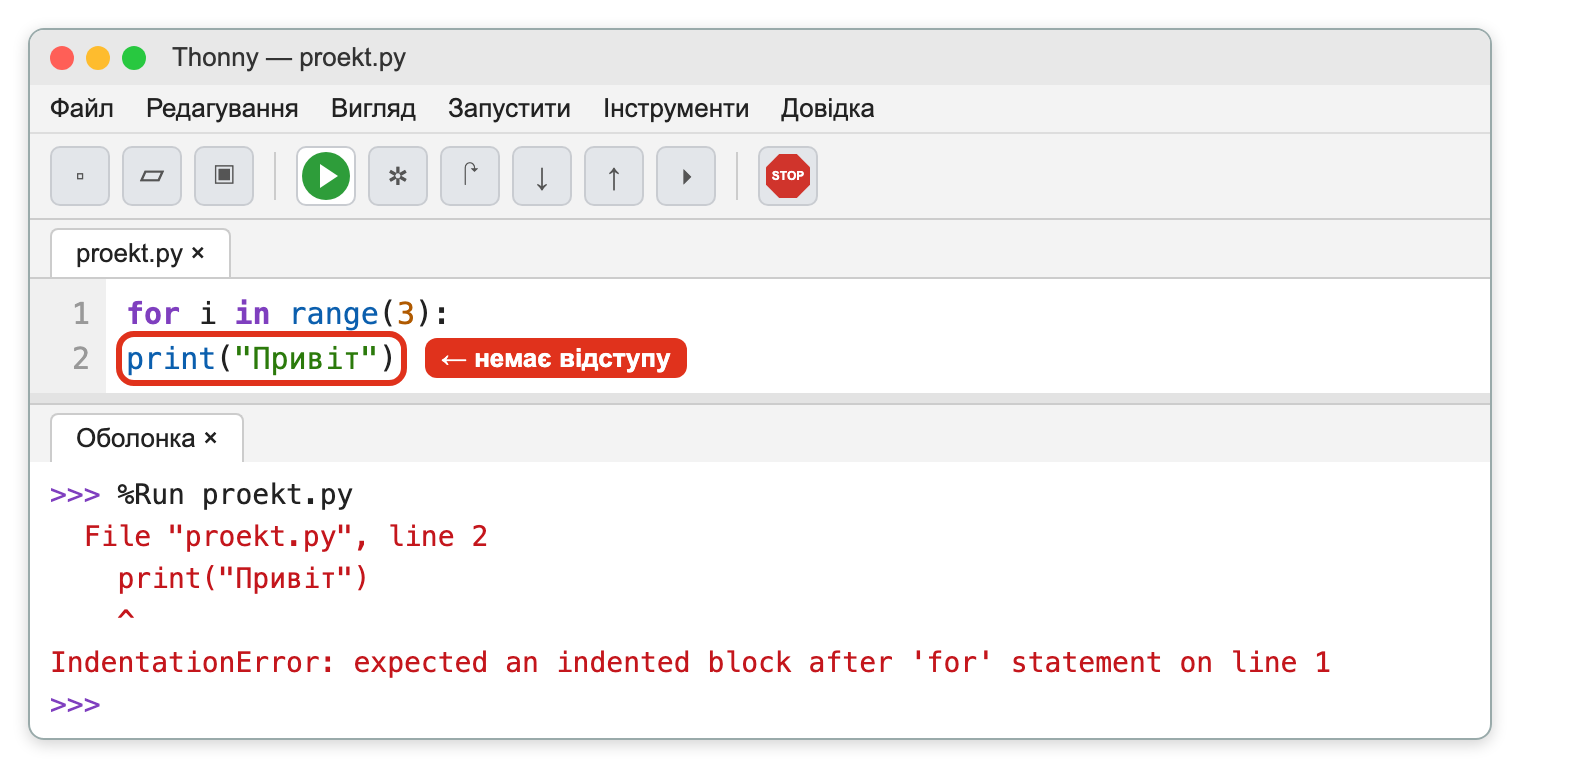 Thonny — proekt.py
Файл Редагування Вигляд Запустити Інструменти Довідка
STOP
proekt.py ×
1 for i in range(3):
2 print("Привіт") ← немає відступу
Оболонка ×
>>> %Run proekt.py
File "proekt.py", line 2
print("Привіт")
^
IndentationError: expected an indented block after 'for' statement on line 1
>>>